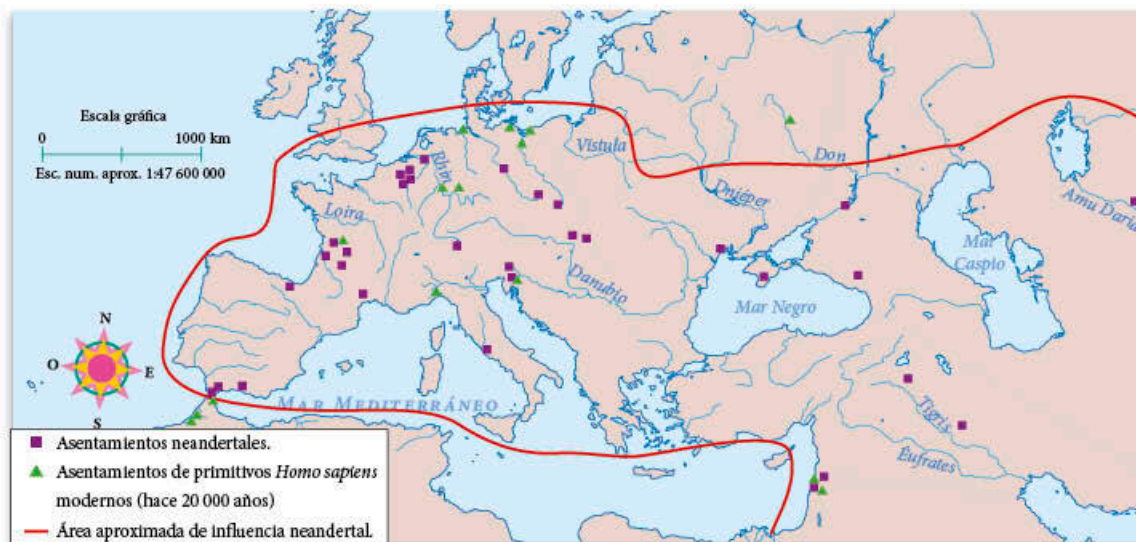 Escala gráfica
0 1000 km
Esc. num. aprox. 1:47 600 000
Rhin
Vístula
Don
Loira
Dniéper
Amu Daria
Mar
Caspio
Danubio
Mar Negro
N
O
E
S
MAR MEDITERRÁNEO
Tigris
Éufrates
Asentamientos neandertales.
Asentamientos de primitivos Homo sapiens
modernos (hace 20 000 años)
Área aproximada de influencia neandertal.